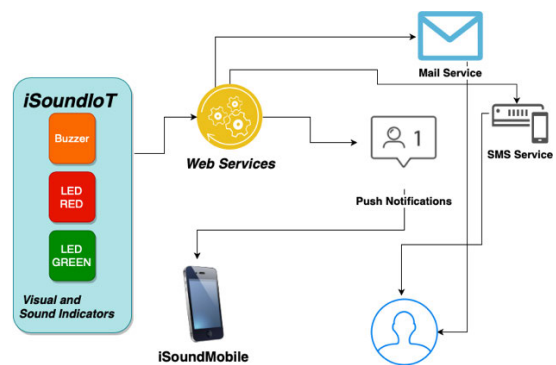 iSoundIoT
Buzzer
LED
RED
LED
GREEN
Visual and
Sound Indicators
Web Services
Mail Service
SMS Service
1
Push Notifications
iSoundMobile